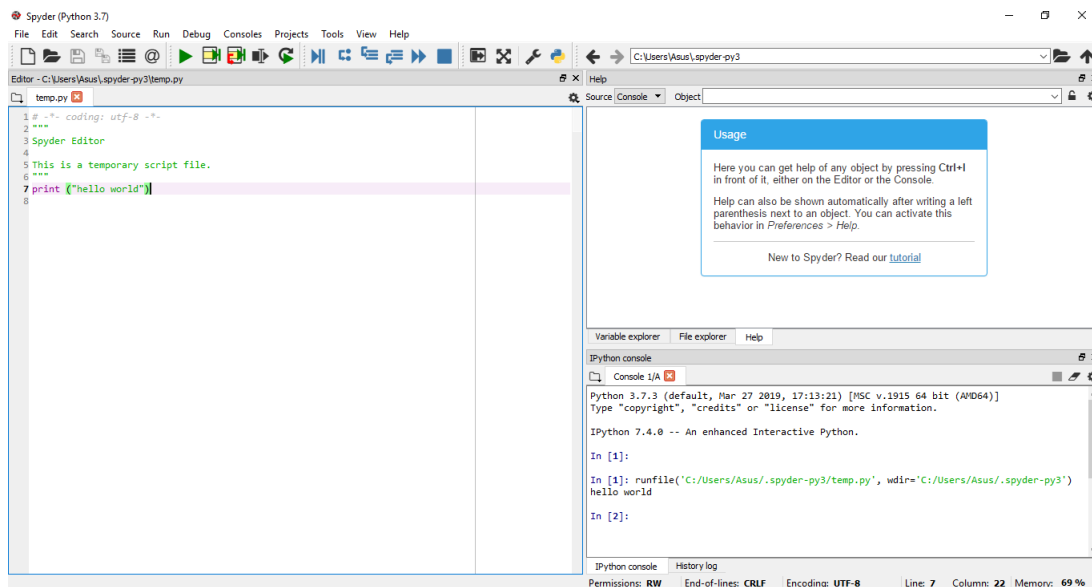 Spyder (Python 3.7)
File Edit Search Source Run Debug Consoles Projects Tools View Help
C:\Users\Asus\.spyder-py3
Editor - C:\Users\Asus\.spyder-py3\temp.py
temp.py
1 # -*- coding: utf-8 -*-
2 """
3 Spyder Editor
4
5 This is a temporary script file.
6 """
7 print ("hello world")
8
Help
Source Console Object
Usage
Here you can get help of any object by pressing Ctrl+I
in front of it, either on the Editor or the Console.
Help can also be shown automatically after writing a left
parenthesis next to an object. You can activate this
behavior in Preferences > Help.
New to Spyder? Read our tutorial
Variable explorer File explorer Help
IPython console
Console 1/A
Python 3.7.3 (default, Mar 27 2019, 17:13:21) [MSC v.1915 64 bit (AMD64)]
Type "copyright", "credits" or "license" for more information.
IPython 7.4.0 -- An enhanced Interactive Python.
In [1]:
In [1]: runfile('C:/Users/Asus/.spyder-py3/temp.py', wdir='C:/Users/Asus/.spyder-py3')
hello world
In [2]:
IPython console History log
Permissions: RW End-of-lines: CRLF Encoding: UTF-8 Line: 7 Column: 22 Memory: 69 %